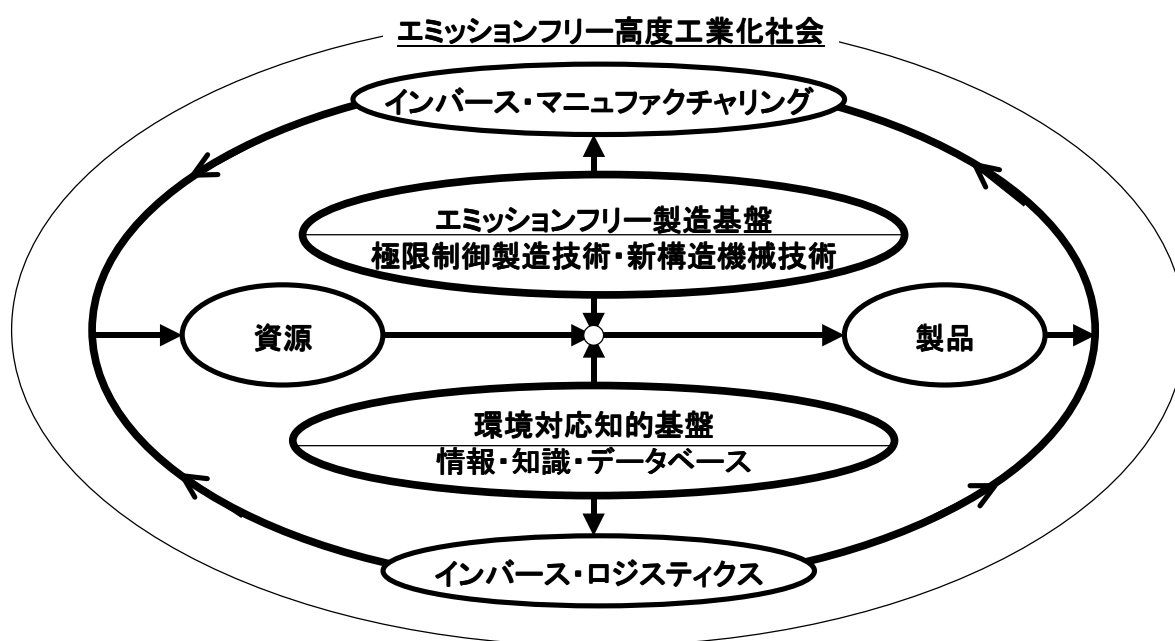 エミッションフリー高度工業化社会
インバース・マニュファクチャリング
エミッションフリー製造基盤
極限制御製造技術・新構造機械技術
資源
製品
環境対応知的基盤
情報・知識・データベース
インバース・ロジスティクス